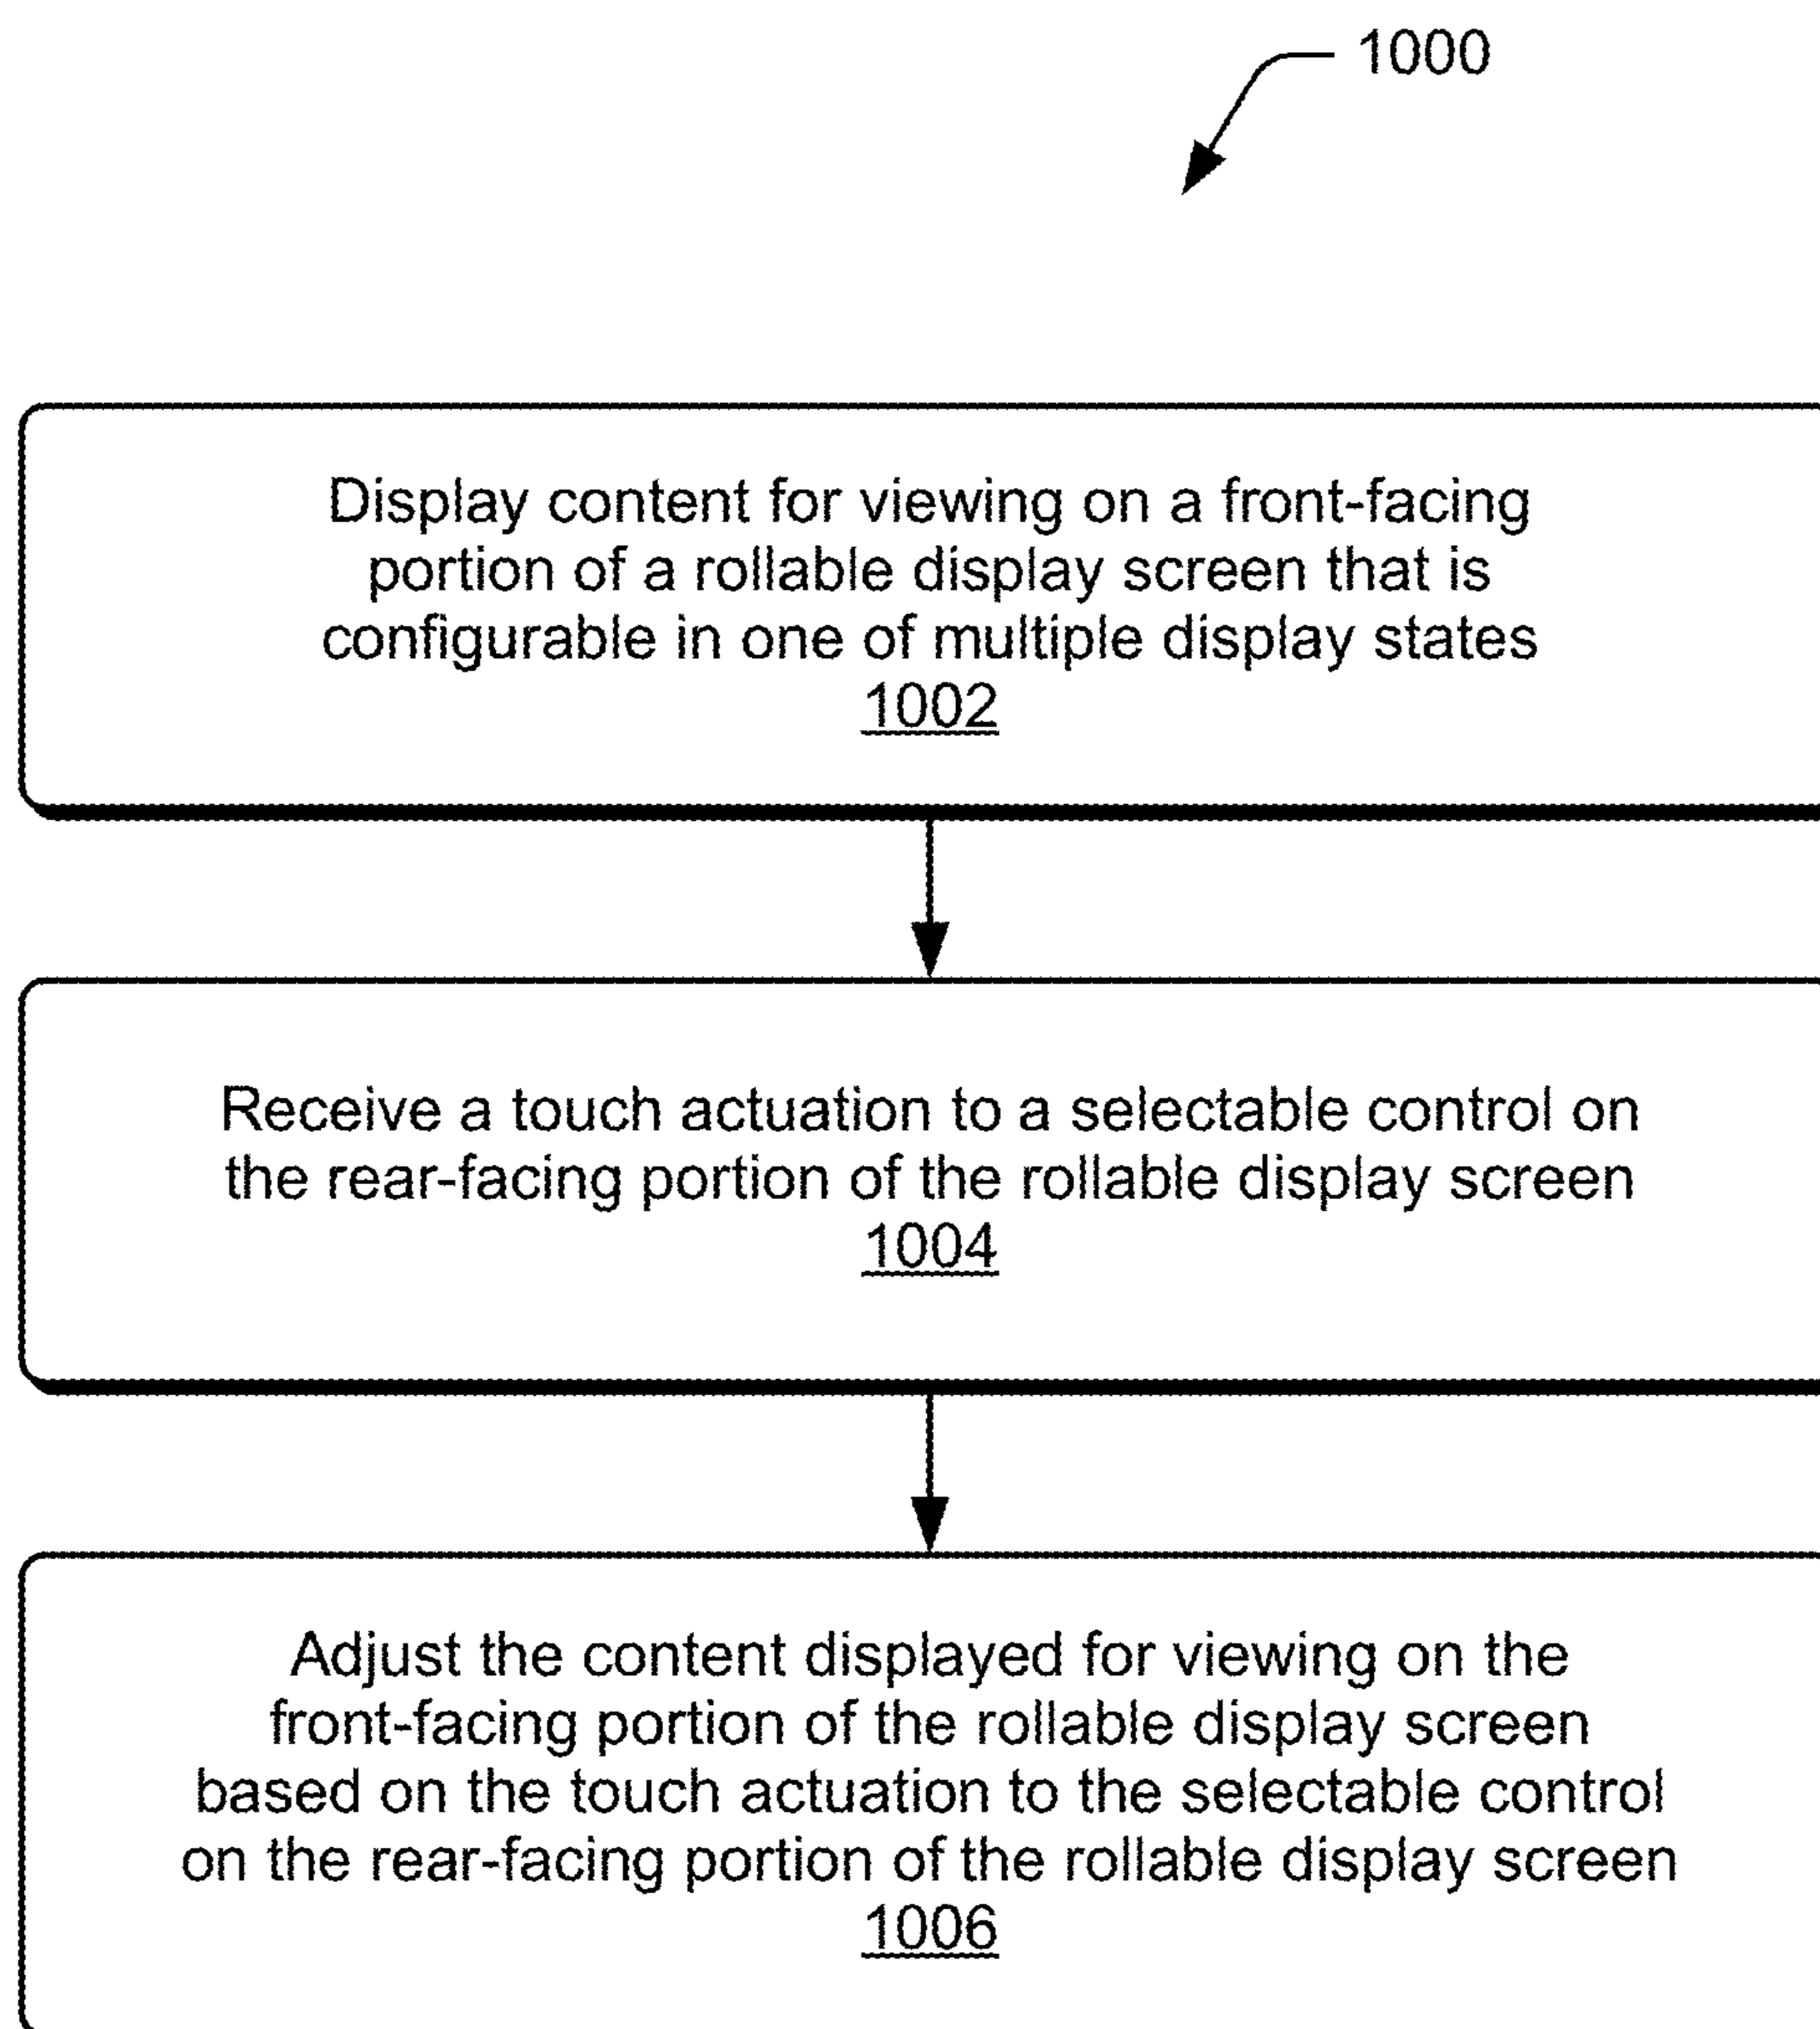 1000
Display content for viewing on a front-facing
portion of a rollable display screen that is
configurable in one of multiple display states
1002
Receive a touch actuation to a selectable control on
the rear-facing portion of the rollable display screen
1004
Adjust the content displayed for viewing on the
front-facing portion of the rollable display screen
based on the touch actuation to the selectable control
on the rear-facing portion of the rollable display screen
1006